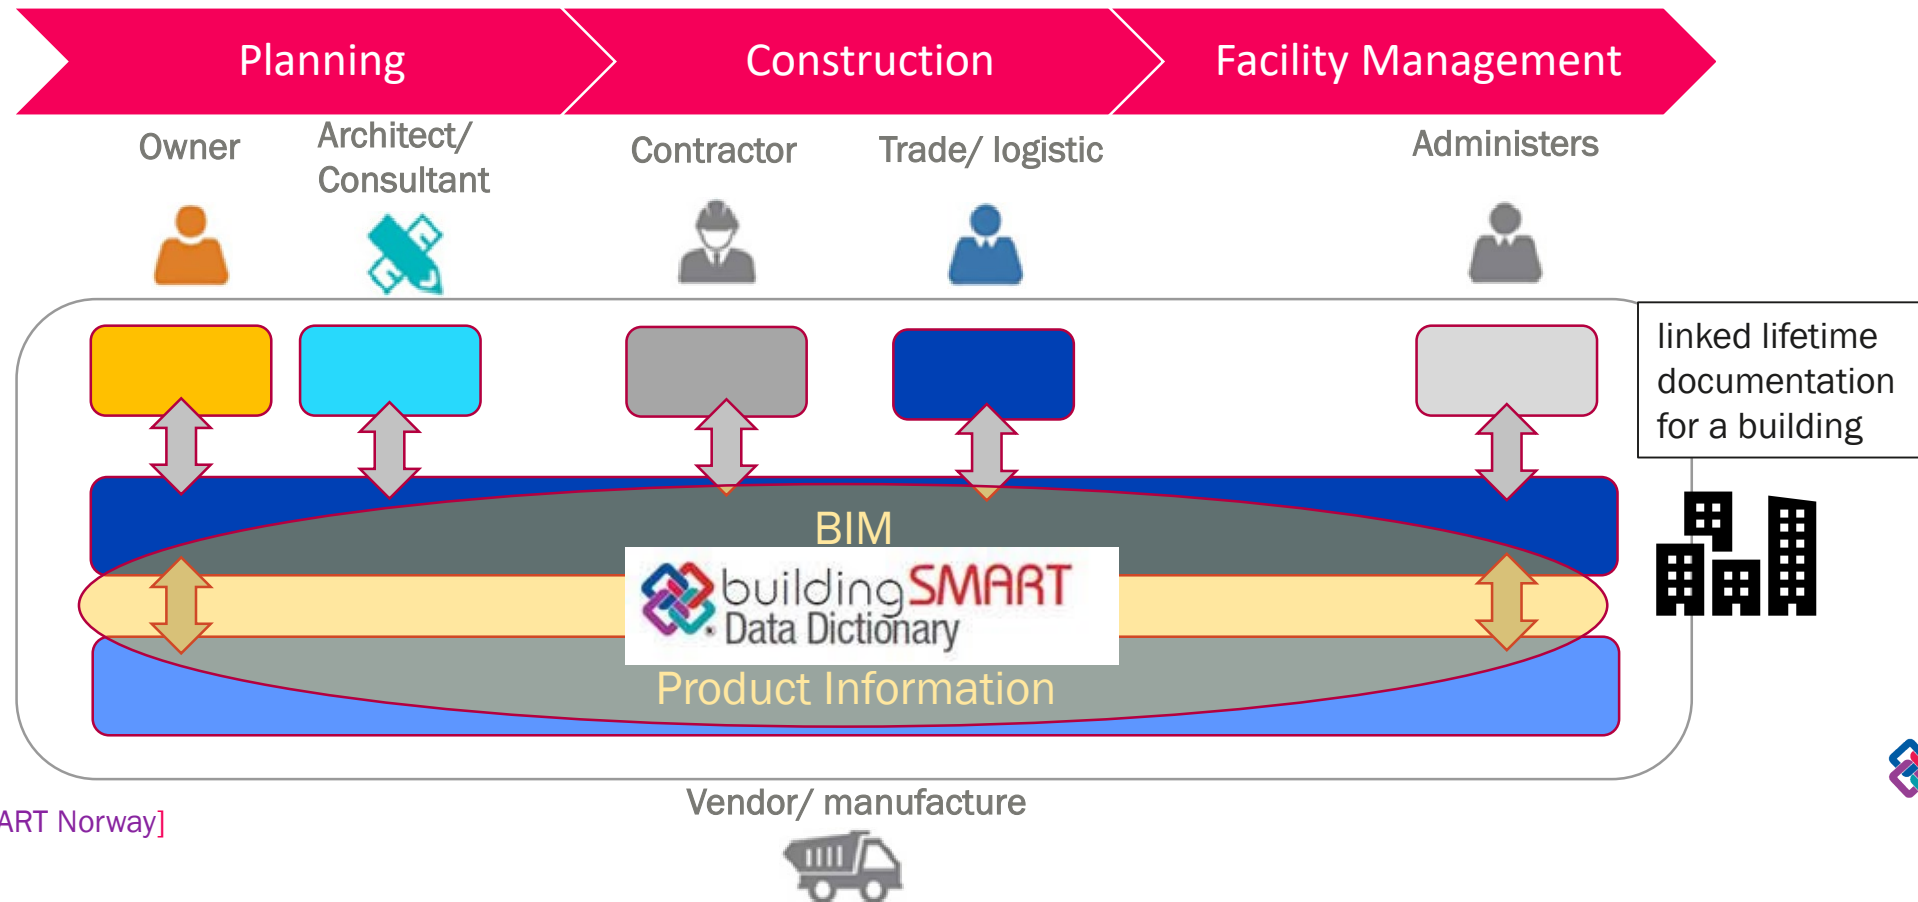 Planning
Construction
Facility Management
Owner
Architect/
Consultant
Contractor
Trade/ logistic
Administers
linked lifetime
documentation
for a building
BIM
buildingSMART
Data Dictionary
Product Information
Vendor/ manufacture
ART Norway]